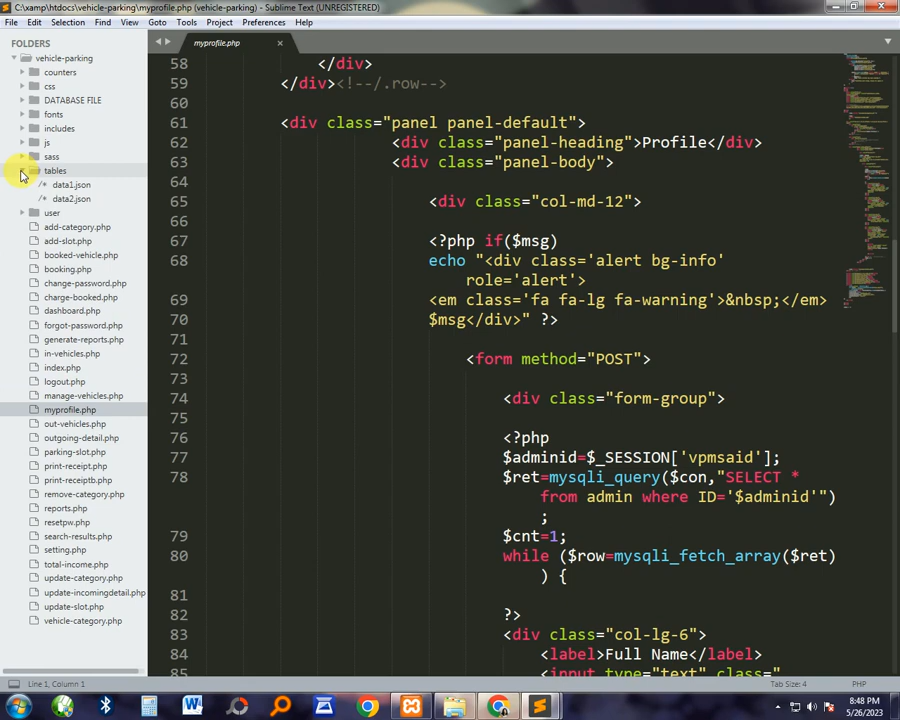 C:\xamp\htdocs\vehicle-parking\myprofile.php (vehicle-parking) - Sublime Text (UNREGISTERED)
File Edit Selection Find View Goto Tools Project Preferences Help
FOLDERS
vehicle-parking
counters
css
DATABASE FILE
fonts
includes
js
sass
tables
data1.json
data2.json
user
add-category.php
add-slot.php
booked-vehicle.php
booking.php
change-password.php
charge-booked.php
dashboard.php
forgot-password.php
generate-reports.php
in-vehicles.php
index.php
logout.php
manage-vehicles.php
myprofile.php
out-vehicles.php
outgoing-detail.php
parking-slot.php
print-receipt.php
print-receiptb.php
remove-category.php
reports.php
resetpw.php
search-results.php
setting.php
total-income.php
update-category.php
update-incomingdetail.php
update-slot.php
vehicle-category.php
myprofile.php ×
58 </div>
59 </div><!--/.row-->
60
61 <div class="panel panel-default">
62 <div class="panel-heading">Profile</div>
63 <div class="panel-body">
64
65 <div class="col-md-12">
66
67 <?php if($msg)
68 echo "<div class='alert bg-info'
role='alert'>
69 <em class='fa fa-lg fa-warning'>&nbsp;</em>
70 $msg</div>" ?>
71
72 <form method="POST">
73
74 <div class="form-group">
75
76 <?php
77 $adminid=$_SESSION['vpmsaid'];
78 $ret=mysqli_query($con,"SELECT *
from admin where ID='$adminid'")
;
79 $cnt=1;
80 while ($row=mysqli_fetch_array($ret)
) {
81
82 ?>
83 <div class="col-lg-6">
84 <label>Full Name</label>
85 <input type="text" class="
Line 1, Column 1
Tab Size: 4
PHP
8:48 PM
5/26/2023